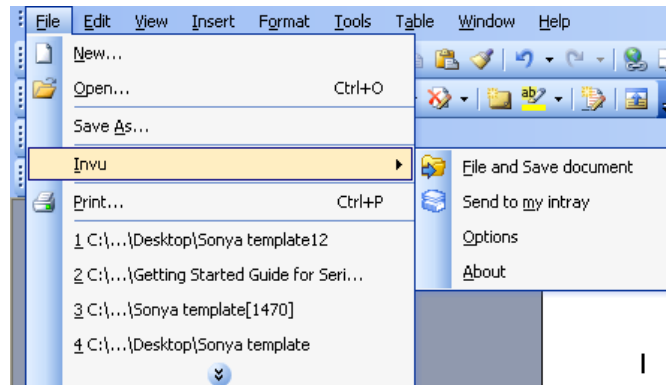 File Edit View Insert Format Tools Table Window Help
New...
Open... Ctrl+O
Save As...
Invu
Print... Ctrl+P
1 C:\...\Desktop\Sonya template12
2 C:\...\Getting Started Guide for Seri...
3 C:\...\Sonya template[1470]
4 C:\...\Desktop\Sonya template
File and Save document
Send to my intray
Options
About